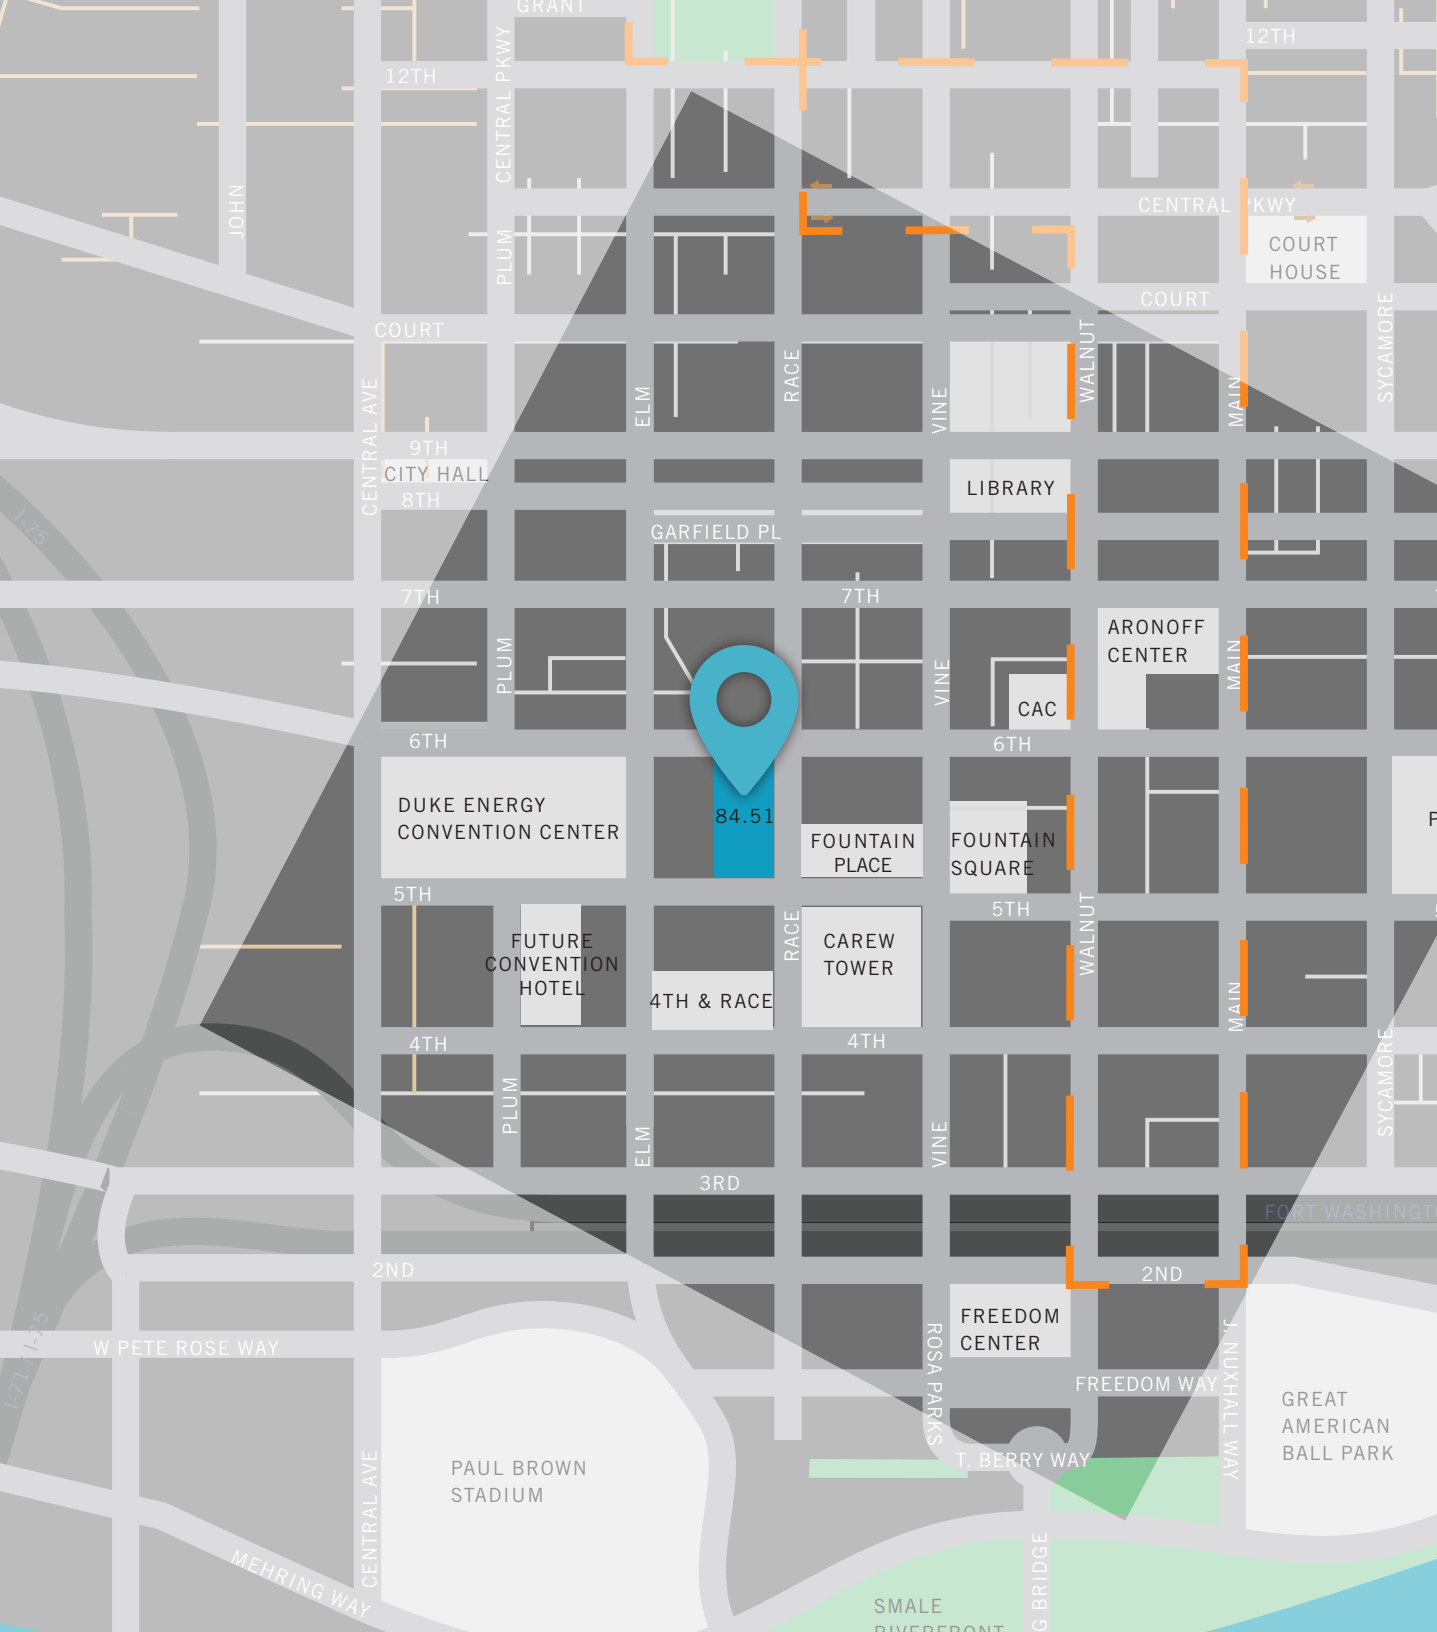 GRANT
12TH
12TH
CENTRAL PKWY
JOHN
PLUM
CENTRAL PKWY
COURT
HOUSE
COURT
COURT
CENTRAL AVE
ELM
RACE
VINE
WALNUT
MAIN
SYCAMORE
9TH
CITY HALL
8TH
LIBRARY
I-75
GARFIELD PL
7TH
7TH
PLUM
VINE
ARONOFF
CENTER
MAIN
CAC
6TH
6TH
DUKE ENERGY
CONVENTION CENTER
84.51
FOUNTAIN
PLACE
FOUNTAIN
SQUARE
P
5TH
5TH
RACE
WALNUT
FUTURE
CONVENTION
HOTEL
CAREW
TOWER
4TH & RACE
MAIN
4TH
4TH
SYCAMORE
PLUM
ELM
VINE
3RD
FORT WASHINGT
2ND
2ND
I-71 / I-75
W PETE ROSE WAY
FREEDOM
CENTER
ROSA PARKS
FREEDOM WAY
J. NUXHALL WAY
GREAT
AMERICAN
BALL PARK
T. BERRY WAY
PAUL BROWN
STADIUM
CENTRAL AVE
MEHRING WAY
G BRIDGE
SMALE
RIVERFRONT